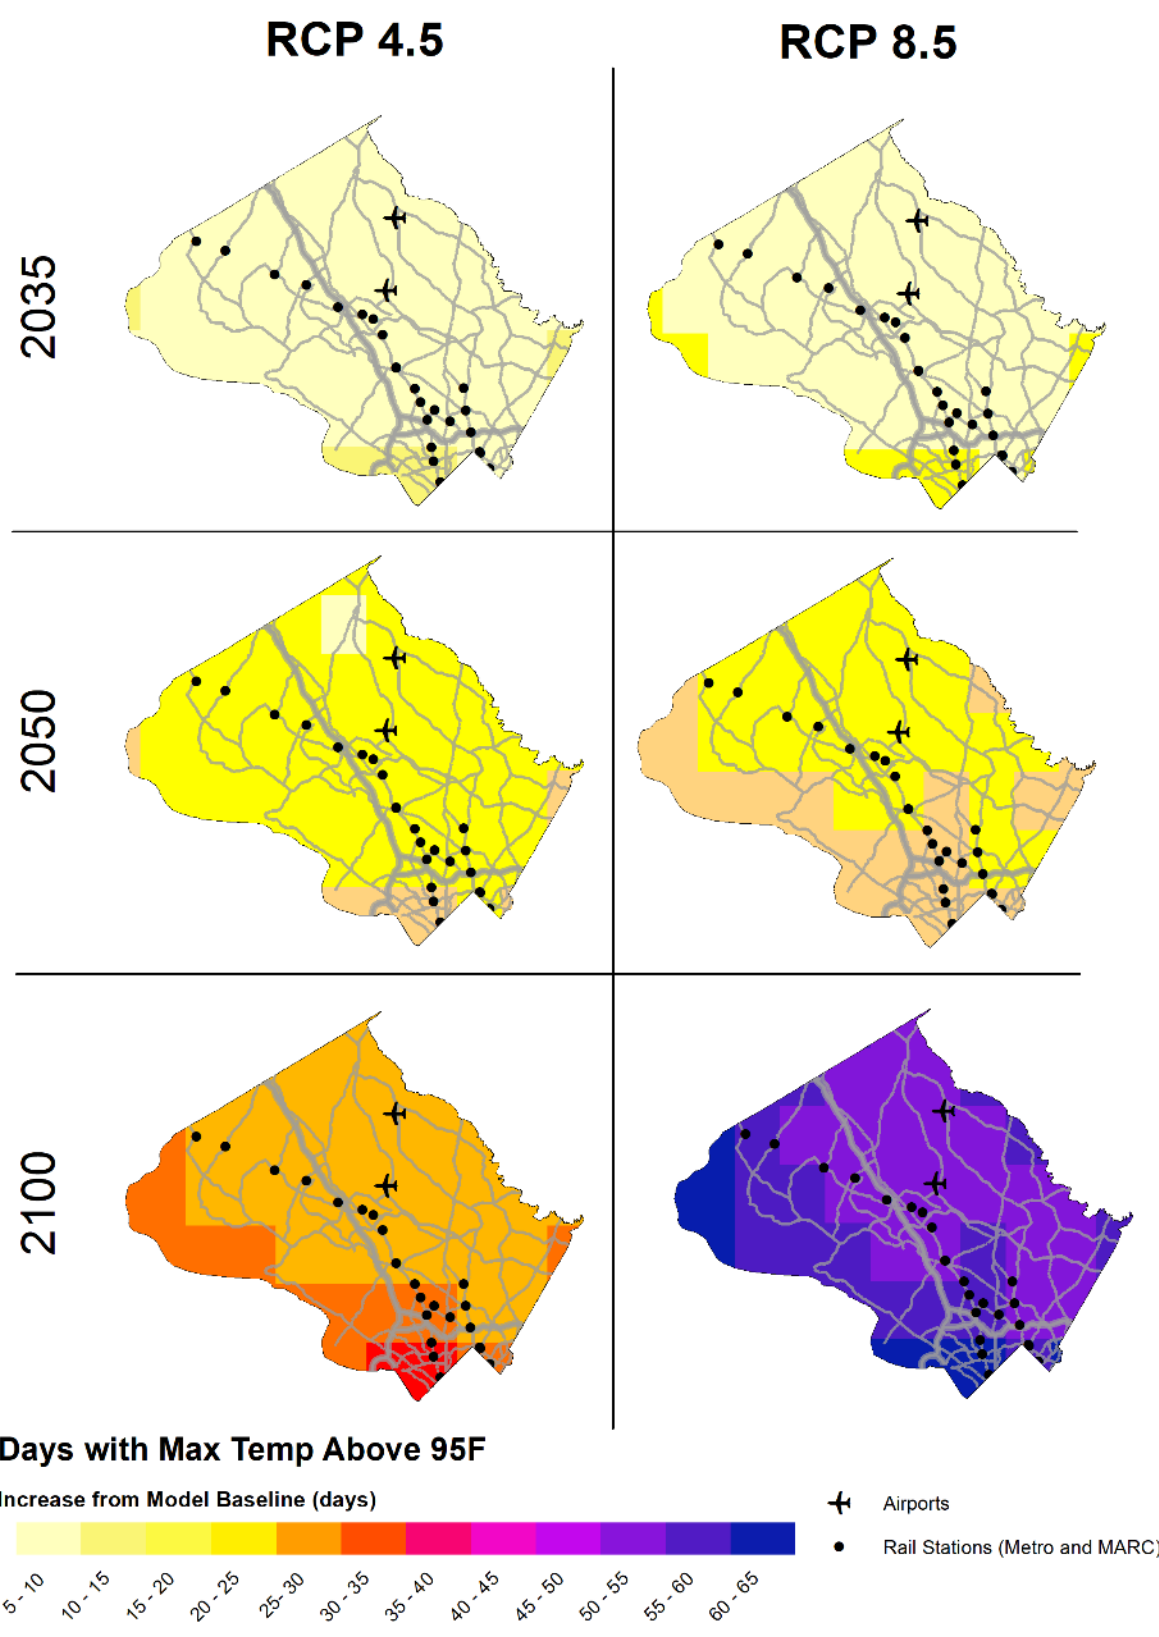 RCP 4.5
RCP 8.5
2035
2050
2100
Days with Max Temp Above 95F
Increase from Model Baseline (days)
5 - 10
10 - 15
15 - 20
20 - 25
25- 30
30 - 35
35 - 40
40 - 45
45 - 50
50 - 55
55 - 60
60 - 65
Airports
Rail Stations (Metro and MARC)